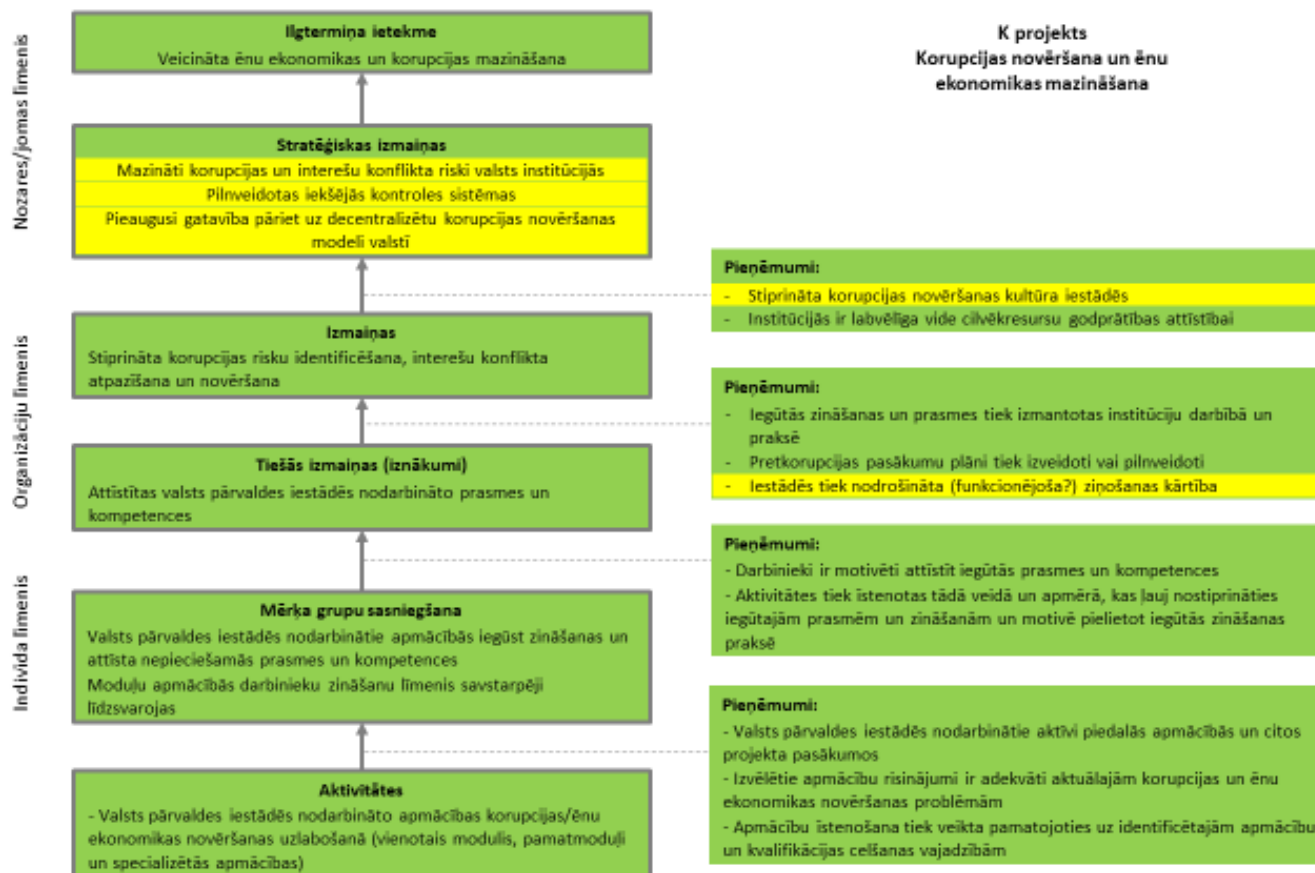 Ilgtermiņa ietekme
Veicināta ēnu ekonomikas un korupcijas mazināšana
K projekts
Korupcijas novēršana un ēnu
ekonomikas mazināšana
Nozares/jomas līmenis
Stratēģiskas izmaiņas
Mazināti korupcijas un interešu konflikta riski valsts institūcijās
Pilnveidotas iekšējās kontroles sistēmas
Pieaugusi gatavība pāriet uz decentralizētu korupcijas novēršanas
modeli valstī
Pieņēmumi:
- Stiprināta korupcijas novēršanas kultūra iestādēs
- Institūcijās ir labvēlīga vide cilvēkresursu godprātības attīstībai
Organizāciju līmenis
Izmaiņas
Stiprināta korupcijas risku identificēšana, interešu konflikta
atpazīšana un novēršana
Pieņēmumi:
- Iegūtās zināšanas un prasmes tiek izmantotas institūciju darbībā un
praksē
- Pretkorupcijas pasākumu plāni tiek izveidoti vai pilnveidoti
- Iestādēs tiek nodrošināta (funkcionējoša?) ziņošanas kārtība
Tiešās izmaiņas (iznākumi)
Attīstītas valsts pārvaldes iestādēs nodarbināto prasmes un
kompetences
Pieņēmumi:
- Darbinieki ir motivēti attīstīt iegūtās prasmes un kompetences
- Aktivitātes tiek īstenotas tādā veidā un apmērā, kas ļauj nostiprināties
iegūtajām prasmēm un zināšanām un motivē pielietot iegūtās zināšanas
praksē
Indivīda līmenis
Mērķa grupu sasniegšana
Valsts pārvaldes iestādēs nodarbinātie apmācībās iegūst zināšanas un
attīsta nepieciešamās prasmes un kompetences
Moduļu apmācībās darbinieku zināšanu līmenis savstarpēji
līdzsvarojas
Pieņēmumi:
- Valsts pārvaldes iestādēs nodarbinātie aktīvi piedalās apmācībās un citos
projekta pasākumos
- Izvēlētie apmācību risinājumi ir adekvāti aktuālajām korupcijas un ēnu
ekonomikas novēršanas problēmām
- Apmācību īstenošana tiek veikta pamatojoties uz identificētajām apmācību
un kvalifikācijas celšanas vajadzībām
Aktivitātes
- Valsts pārvaldes iestādēs nodarbināto apmācības korupcijas/ēnu
ekonomikas novēršanas uzlabošanā (vienotais modulis, pamatmoduļi
un specializētās apmācības)